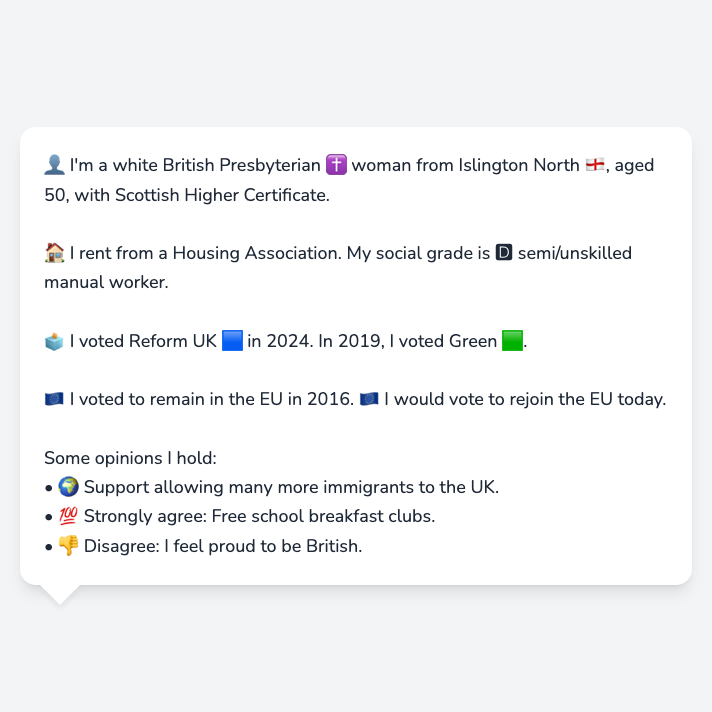 👤 I'm a white British Presbyterian ✝️ woman from Islington North 🏴󠁧󠁢󠁥󠁮󠁧󠁿, aged
50, with Scottish Higher Certificate.
🏠 I rent from a Housing Association. My social grade is 🅳 semi/unskilled
manual worker.
🗳️ I voted Reform UK 🟦 in 2024. In 2019, I voted Green 🟩.
🇪🇺 I voted to remain in the EU in 2016. 🇪🇺 I would vote to rejoin the EU today.
Some opinions I hold:
• 🌍 Support allowing many more immigrants to the UK.
• 💯 Strongly agree: Free school breakfast clubs.
• 👎 Disagree: I feel proud to be British.